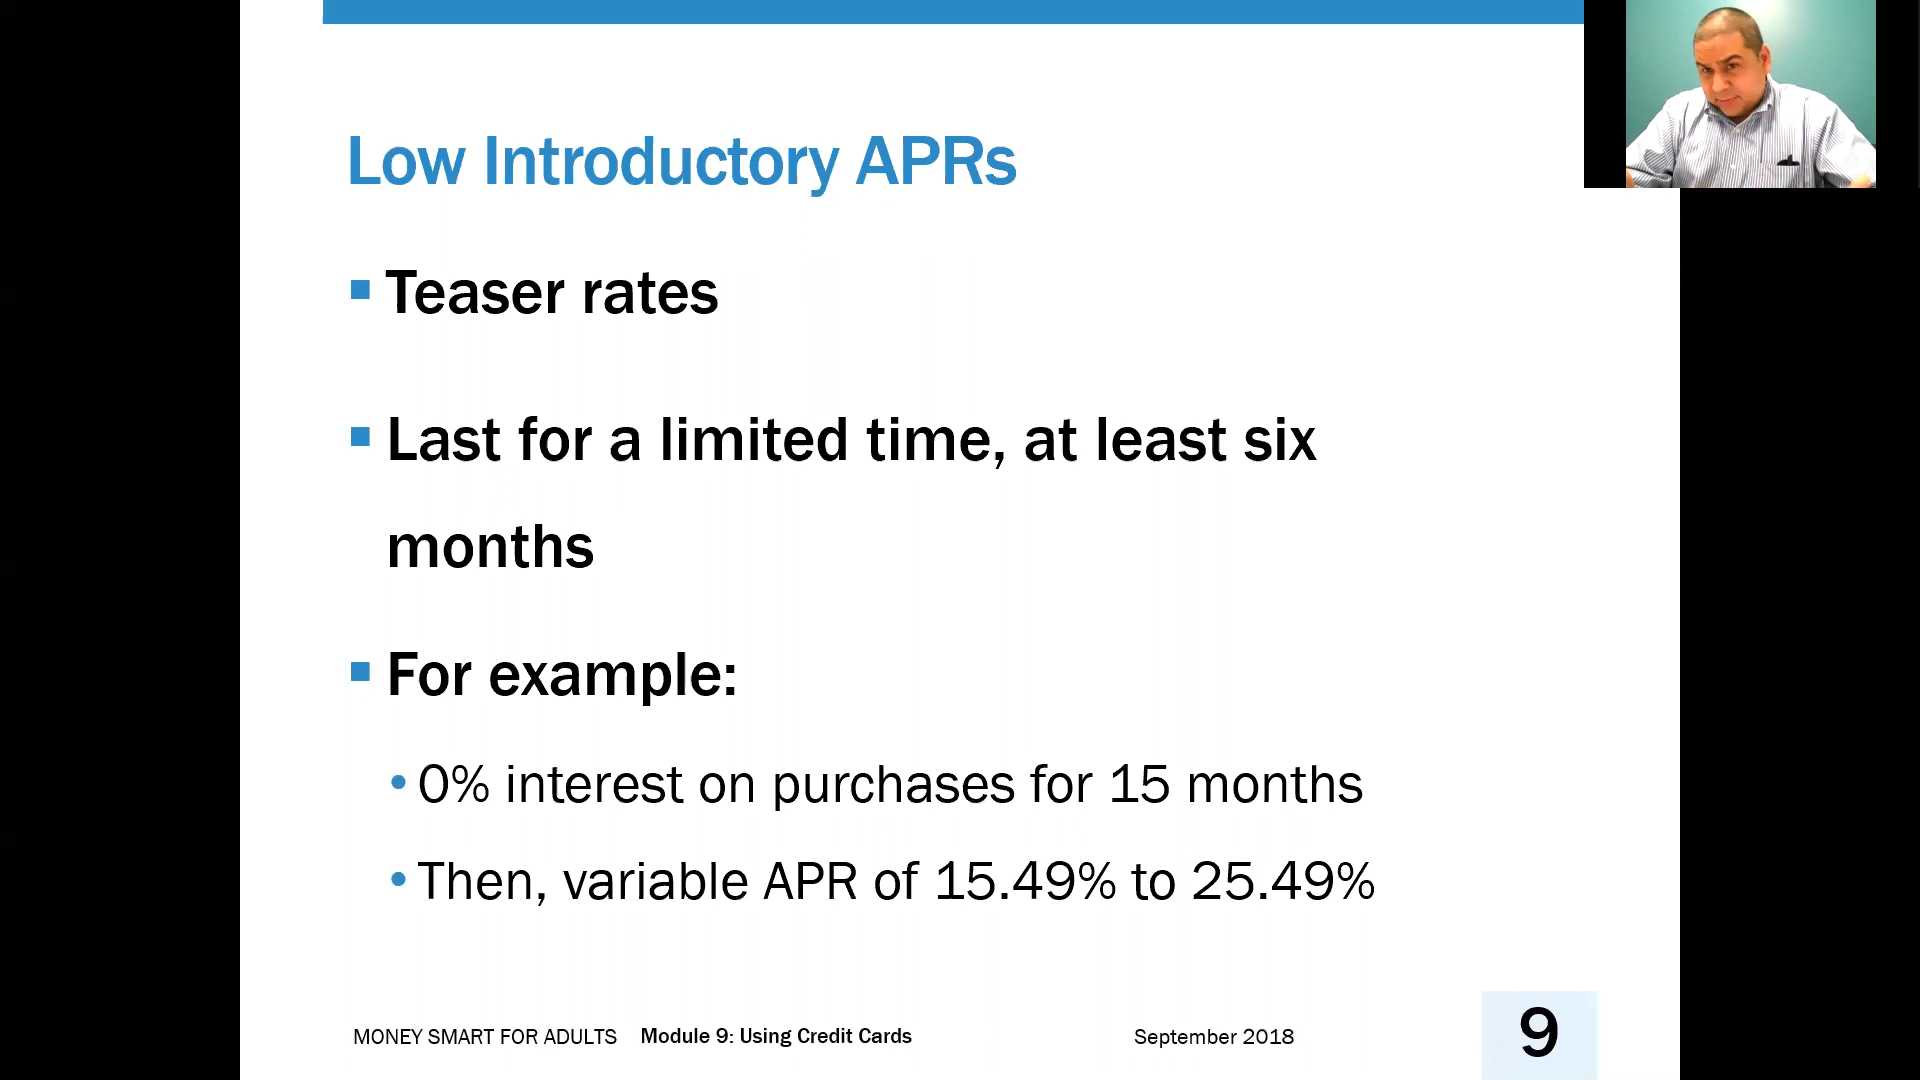 Low Introductory APRs
Teaser rates
Last for a limited time, at least six
months
For example:
0% interest on purchases for 15 months
Then, variable APR of 15.49% to 25.49%
MONEY SMART FOR ADULTS Module 9: Using Credit Cards September 2018 9